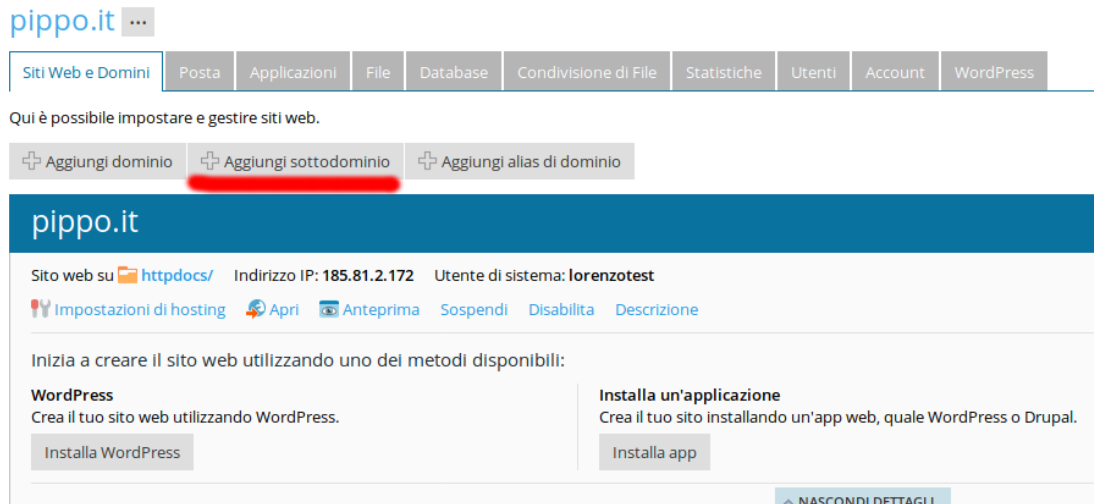 pippo.it ...
Siti Web e Domini Posta Applicazioni File Database Condivisione di File Statistiche Utenti Account WordPress
Qui è possibile impostare e gestire siti web.
Aggiungi dominio Aggiungi sottodominio Aggiungi alias di dominio
pippo.it
Sito web su httpdocs/ Indirizzo IP: 185.81.2.172 Utente di sistema: lorenzotest
Impostazioni di hosting Apri Anteprima Sospendi Disabilita Descrizione
Inizia a creare il sito web utilizzando uno dei metodi disponibili:
WordPress
Crea il tuo sito web utilizzando WordPress.
Installa WordPress
Installa un'applicazione
Crea il tuo sito installando un'app web, quale WordPress o Drupal.
Installa app
NASCONDI DETTAGLI